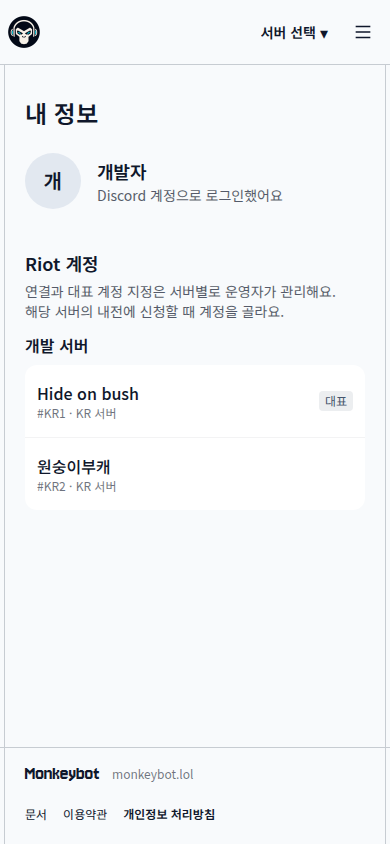 서버 선택 ▼
내 정보
개
개발자
Discord 계정으로 로그인했어요
Riot 계정
연결과 대표 계정 지정은 서버별로 운영자가 관리해요.
해당 서버의 내전에 신청할 때 계정을 골라요.
개발 서버
Hide on bush
대표
#KR1 · KR 서버
원숭이부캐
#KR2 · KR 서버
Monkeybot monkeybot.lol
문서 이용약관 개인정보 처리방침